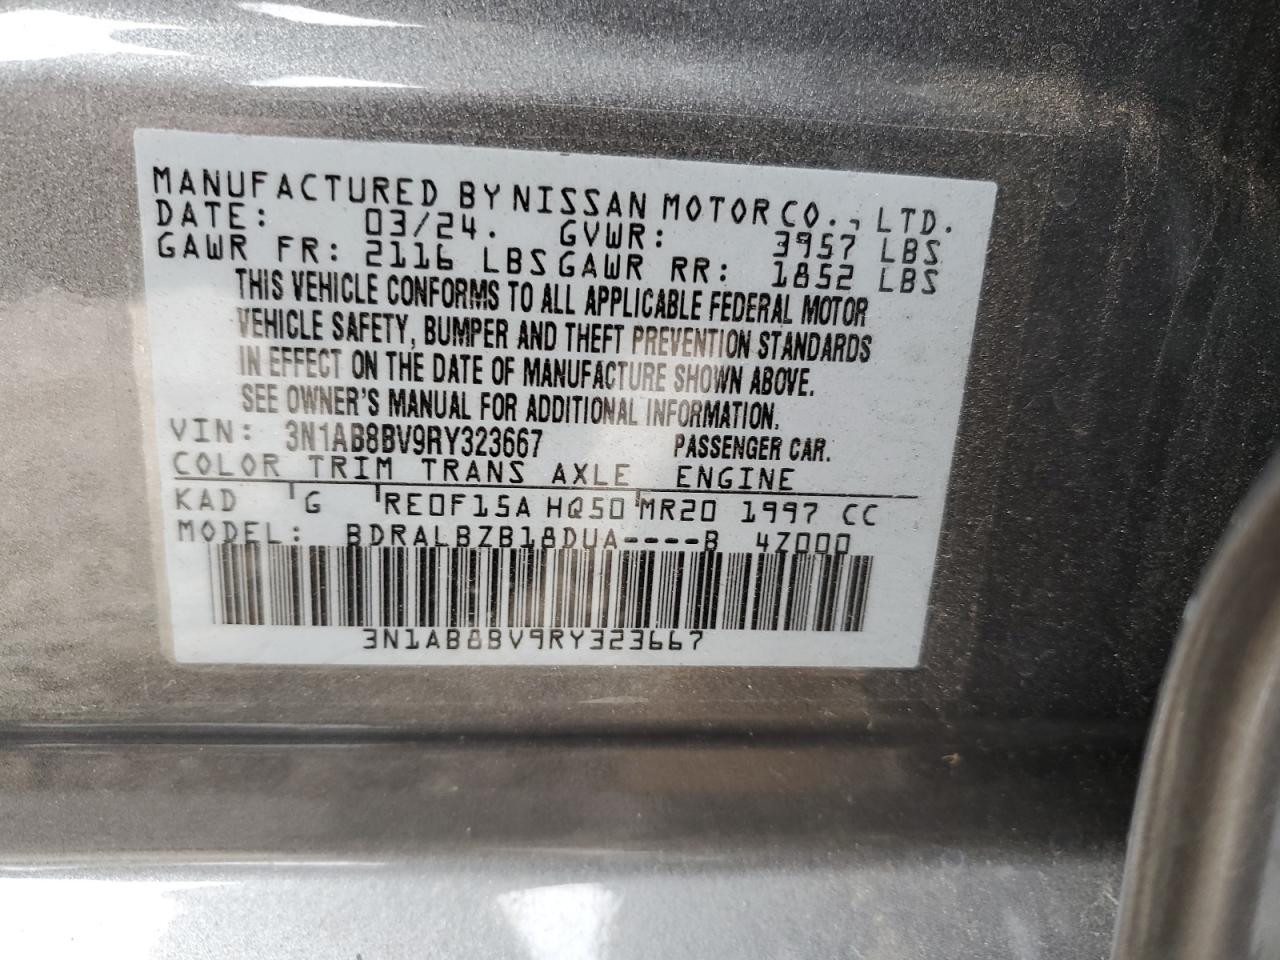 MANUFACTURED BY NISSAN MOTOR CO., LTD.
DATE: 03/24. GVWR: 3957 LBS
GAWR FR: 2116 LBS GAWR RR: 1852 LBS
THIS VEHICLE CONFORMS TO ALL APPLICABLE FEDERAL MOTOR
VEHICLE SAFETY, BUMPER AND THEFT PREVENTION STANDARDS
IN EFFECT ON THE DATE OF MANUFACTURE SHOWN ABOVE.
SEE OWNER'S MANUAL FOR ADDITIONAL INFORMATION.
VIN: 3N1AB8BV9RY323667 PASSENGER CAR.
COLOR TRIM TRANS AXLE ENGINE
KAD G RE0F15A HQ50 MR20 1997 CC
MODEL: BDRALBZB18DUA----B 4Z000
3N1AB8BV9RY323667